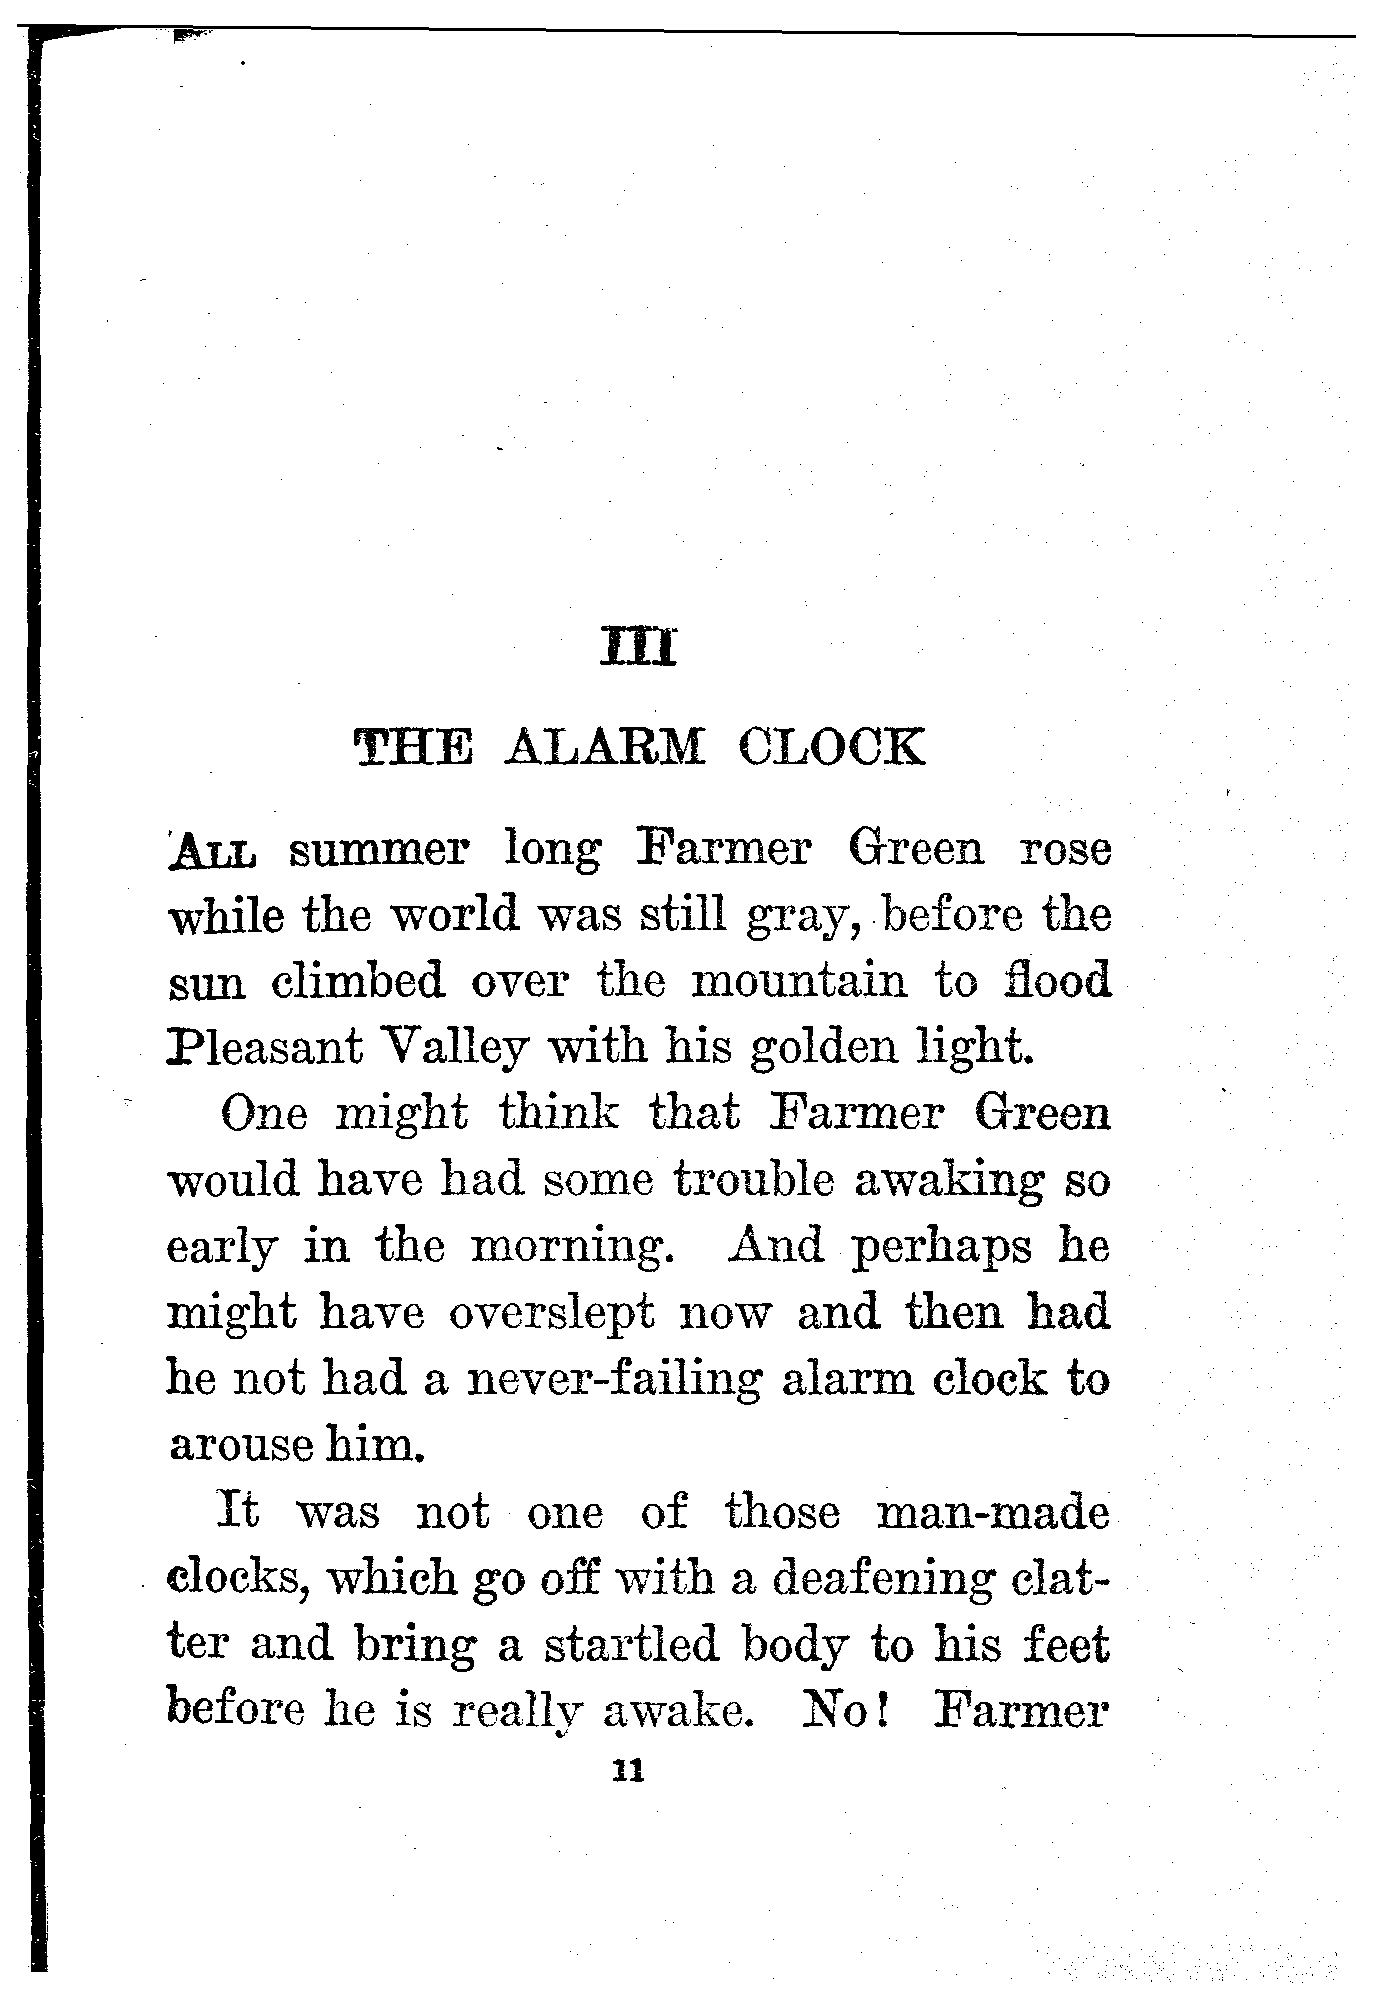 III
THE ALARM CLOCK
ALL summer long Farmer Green rose
while the world was still gray, before the
sun climbed over the mountain to flood
Pleasant Valley with his golden light.
One might think that Farmer Green
would have had some trouble awaking so
early in the morning. And perhaps he
might have overslept now and then had
he not had a never-failing alarm clock to
arouse him.
It was not one of those man-made
clocks, which go off with a deafening clat-
ter and bring a startled body to his feet
before he is really awake. No! Farmer
11